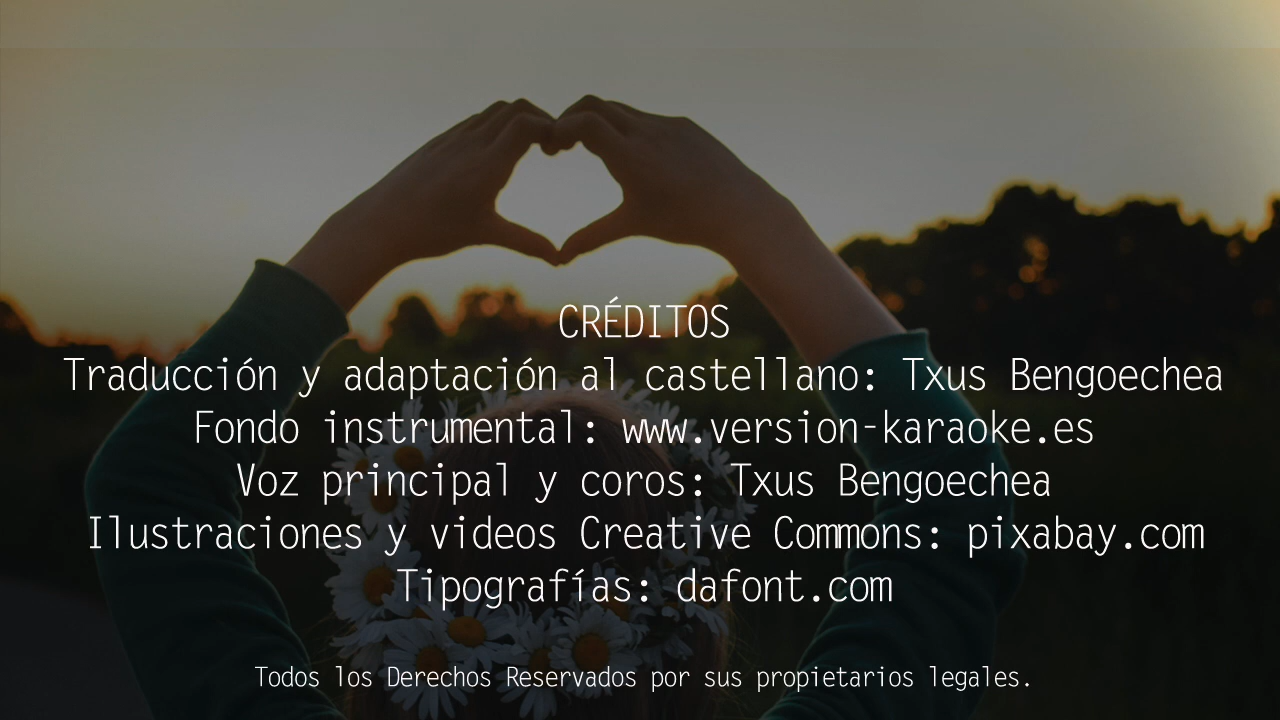 CRÉDITOS
Traducción y adaptación al castellano: Txus Bengoechea
Fondo instrumental: www.version-karaoke.es
Voz principal y coros: Txus Bengoechea
Ilustraciones y videos Creative Commons: pixabay.com
Tipografías: dafont.com
Todos los Derechos Reservados por sus propietarios legales.